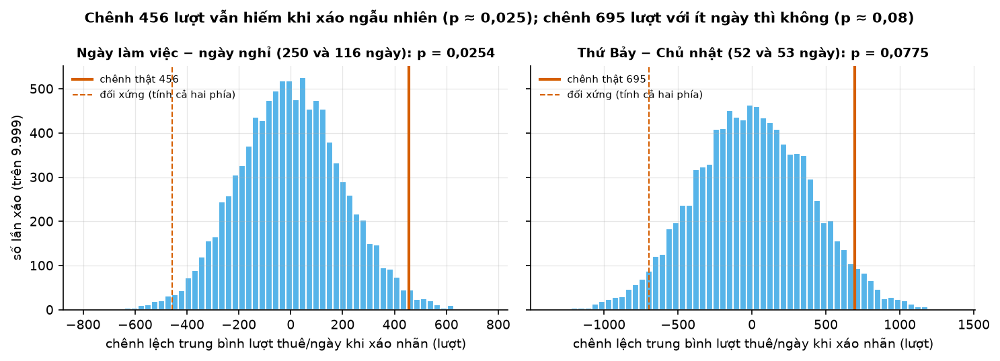 Chênh 456 lượt vẫn hiếm khi xáo ngẫu nhiên (p ≈ 0,025); chênh 695 lượt với ít ngày thì không (p ≈ 0,08)
Ngày làm việc − ngày nghỉ (250 và 116 ngày): p = 0,0254
chênh thật 456
đối xứng (tính cả hai phía)
số lần xáo (trên 9.999)
500
400
300
200
100
0
−800 −600 −400 −200 0 200 400 600 800
chênh lệch trung bình lượt thuê/ngày khi xáo nhãn (lượt)
Thứ Bảy − Chủ nhật (52 và 53 ngày): p = 0,0775
chênh thật 695
đối xứng (tính cả hai phía)
−1000 −500 0 500 1000 1500
chênh lệch trung bình lượt thuê/ngày khi xáo nhãn (lượt)